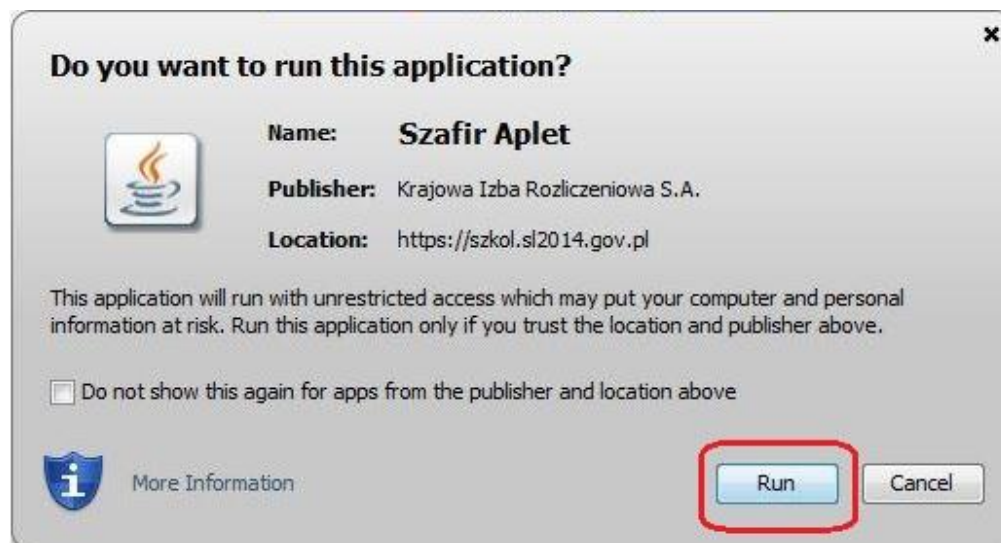 Do you want to run this application?
Name: Szafir Aplet
Publisher: Krajowa Izba Rozliczeniowa S.A.
Location: https://szkol.sl2014.gov.pl
This application will run with unrestricted access which may put your computer and personal
information at risk. Run this application only if you trust the location and publisher above.
Do not show this again for apps from the publisher and location above
More Information
Run
Cancel